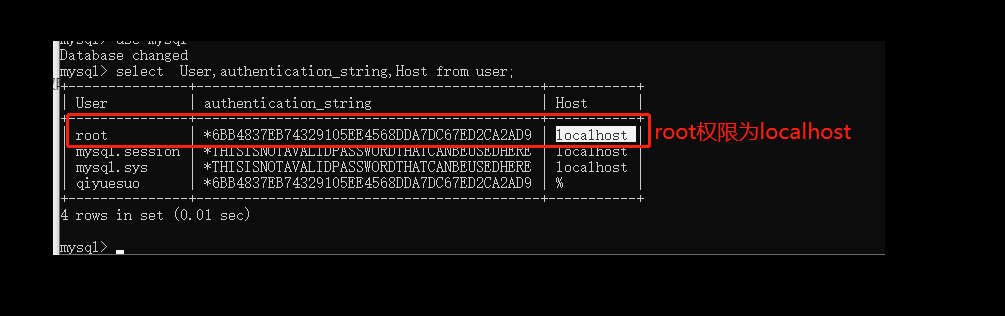 mysql> use mysql
Database changed
mysql> select  User,authentication_string,Host from user;
+---------------+-------------------------------------------+-----------+
| User          | authentication_string                     | Host      |
+---------------+-------------------------------------------+-----------+
| root          | *6BB4837EB74329105EE4568DDA7DC67ED2CA2AD9 | localhost | root权限为localhost
| mysql.session | *THISISNOTAVALIDPASSWORDTHATCANBEUSEDHERE | localhost |
| mysql.sys     | *THISISNOTAVALIDPASSWORDTHATCANBEUSEDHERE | localhost |
| qiyuesuo      | *6BB4837EB74329105EE4568DDA7DC67ED2CA2AD9 | %         |
+---------------+-------------------------------------------+-----------+
4 rows in set (0.01 sec)
mysql>